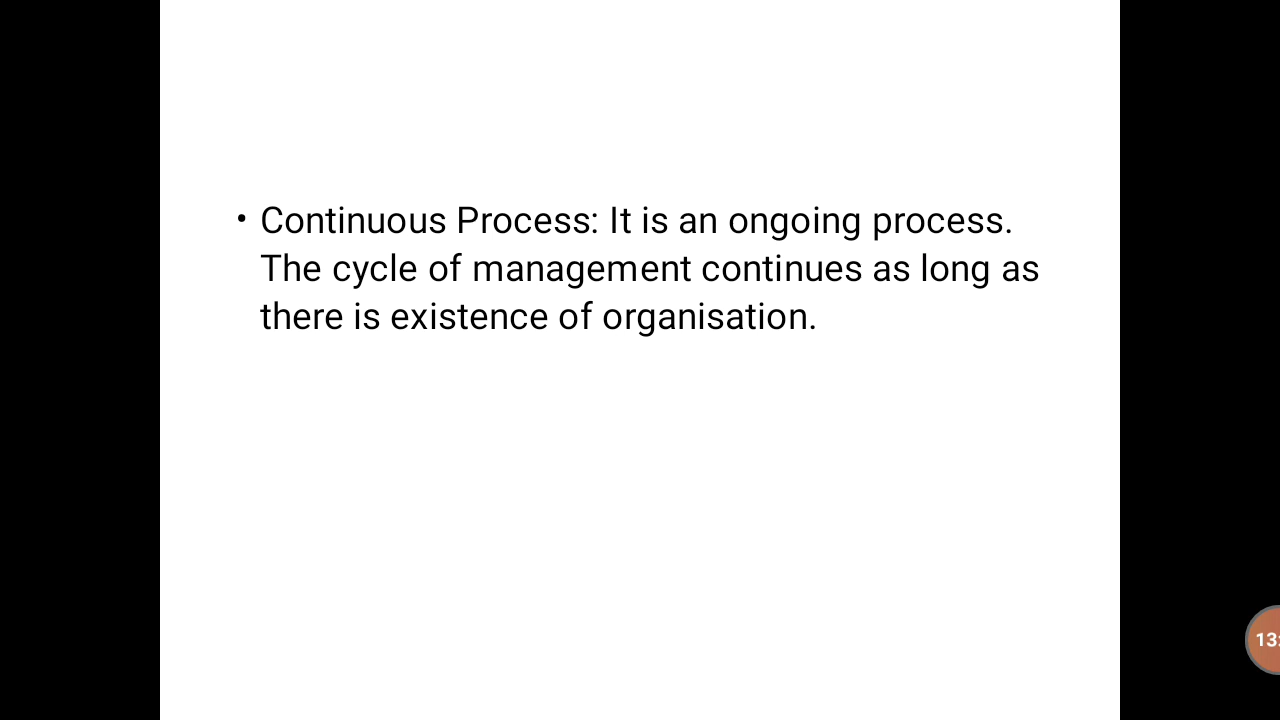 • Continuous Process: It is an ongoing process.
The cycle of management continues as long as
there is existence of organisation.
13: